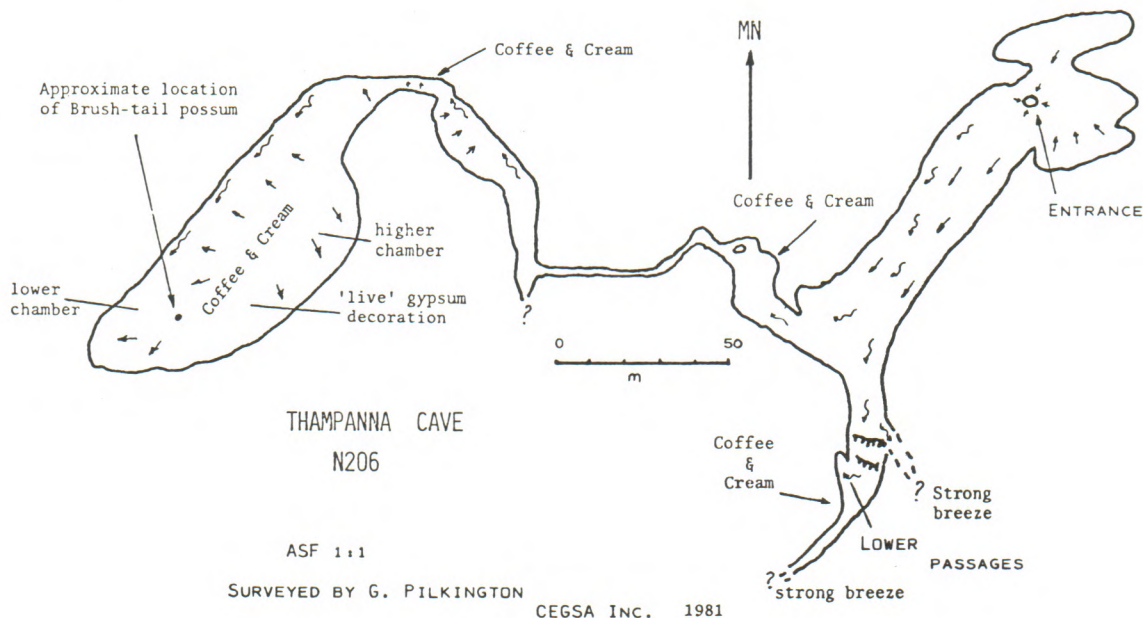 Coffee & Cream
MN
Approximate location
of Brush-tail possum
Coffee & Cream
ENTRANCE
higher
chamber
Coffee & Cream
lower
chamber
'live' gypsum
decoration
?
0 50
m
THAMPANNA CAVE
N206
Coffee
&
Cream
? Strong
breeze
LOWER
PASSAGES
?
strong breeze
ASF 1:1
SURVEYED BY G. PILKINGTON
CEGSA INC. 1981